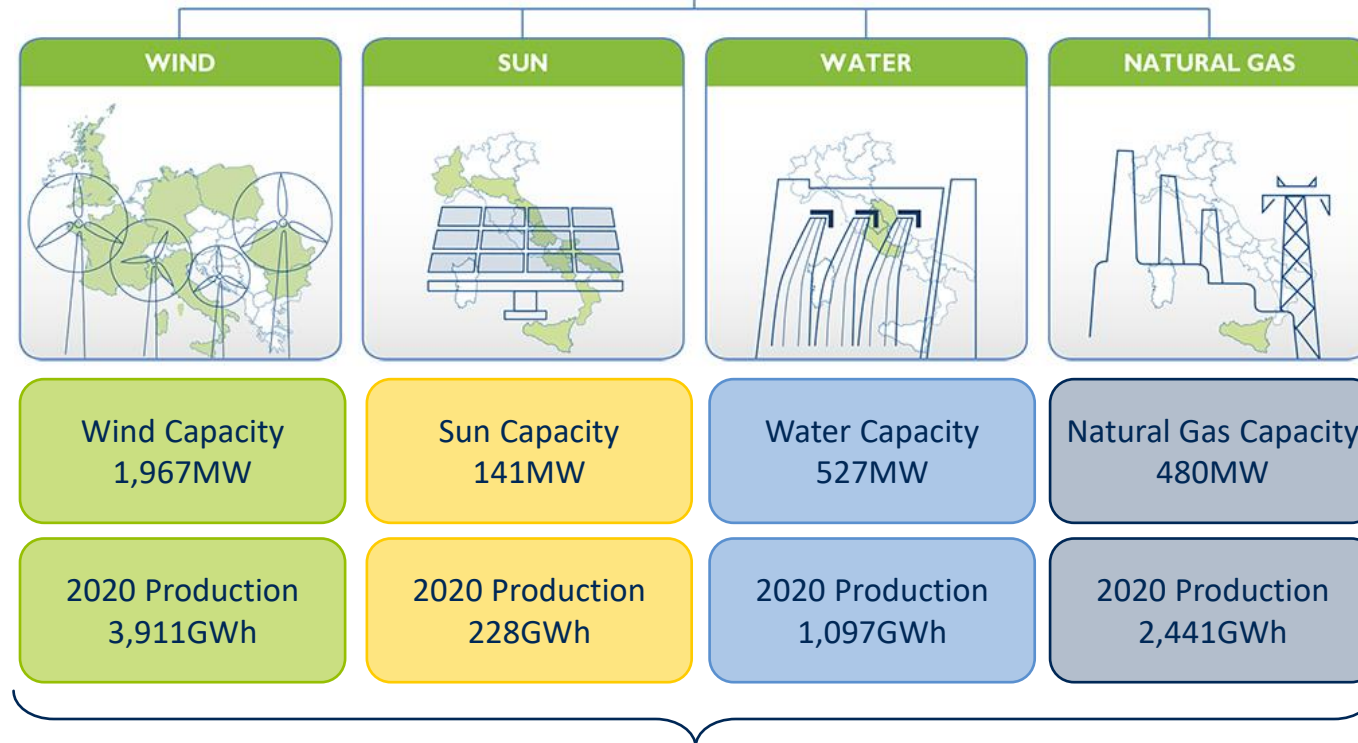 WIND
SUN
WATER
NATURAL GAS
Wind Capacity
1,967MW
Sun Capacity
141MW
Water Capacity
527MW
Natural Gas Capacity
480MW
2020 Production
3,911GWh
2020 Production
228GWh
2020 Production
1,097GWh
2020 Production
2,441GWh